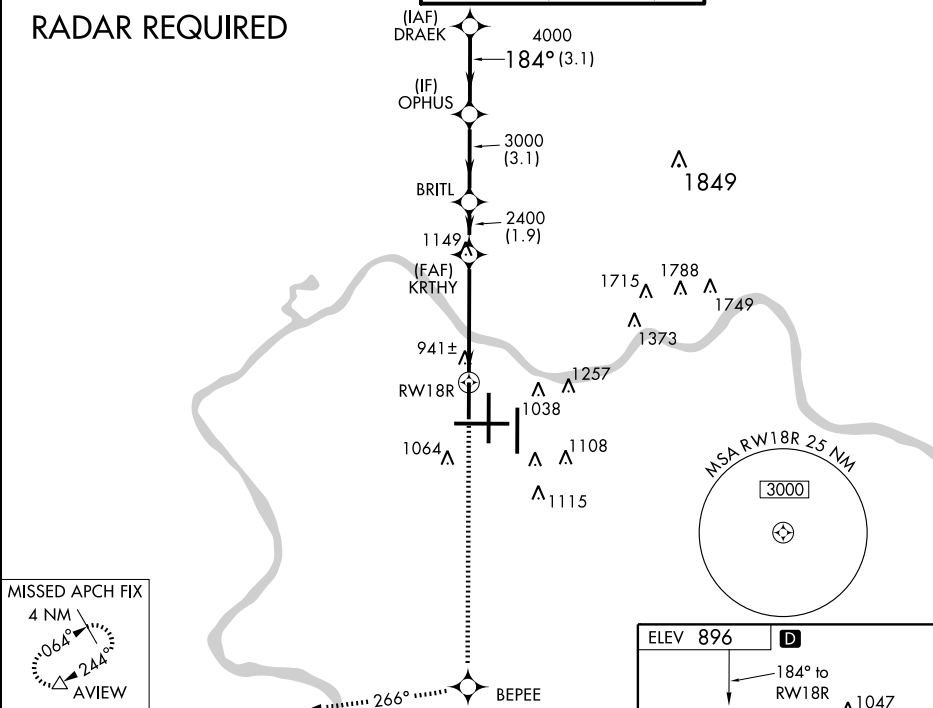 RADAR REQUIRED
(IAF)
DRAEK
4000
184° (3.1)
(IF)
OPHUS
3000
(3.1)
1849
BRITL
2400
(1.9)
1149
(FAF)
KRTHY
1715
1788
1749
1373
941±
RW18R
1257
1038
1064
1108
1115
MSA RW18R 25 NM
3000
MISSED APCH FIX
4 NM
064°
244°
AVIEW
266°
BEPEE
ELEV 896
D
184° to
RW18R
1047